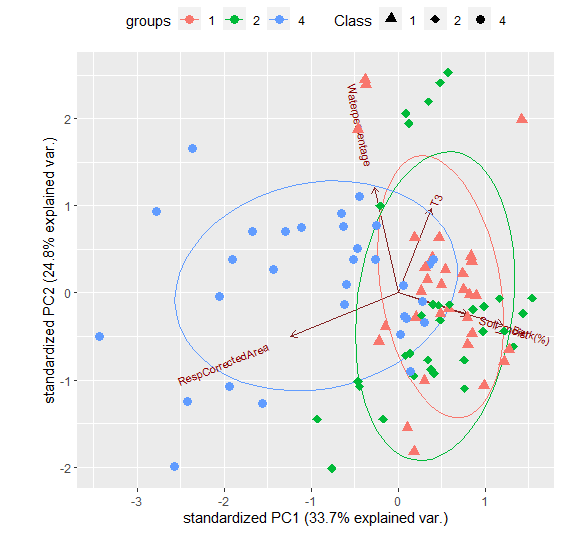 groups 1 2 4 Class 1 2 4
standardized PC2 (24.8% explained var.)
2
1
0
-1
-2
Waterpercentage
T3
RespCorrectedArea
-3 -2 -1 0 1
standardized PC1 (33.7% explained var.)